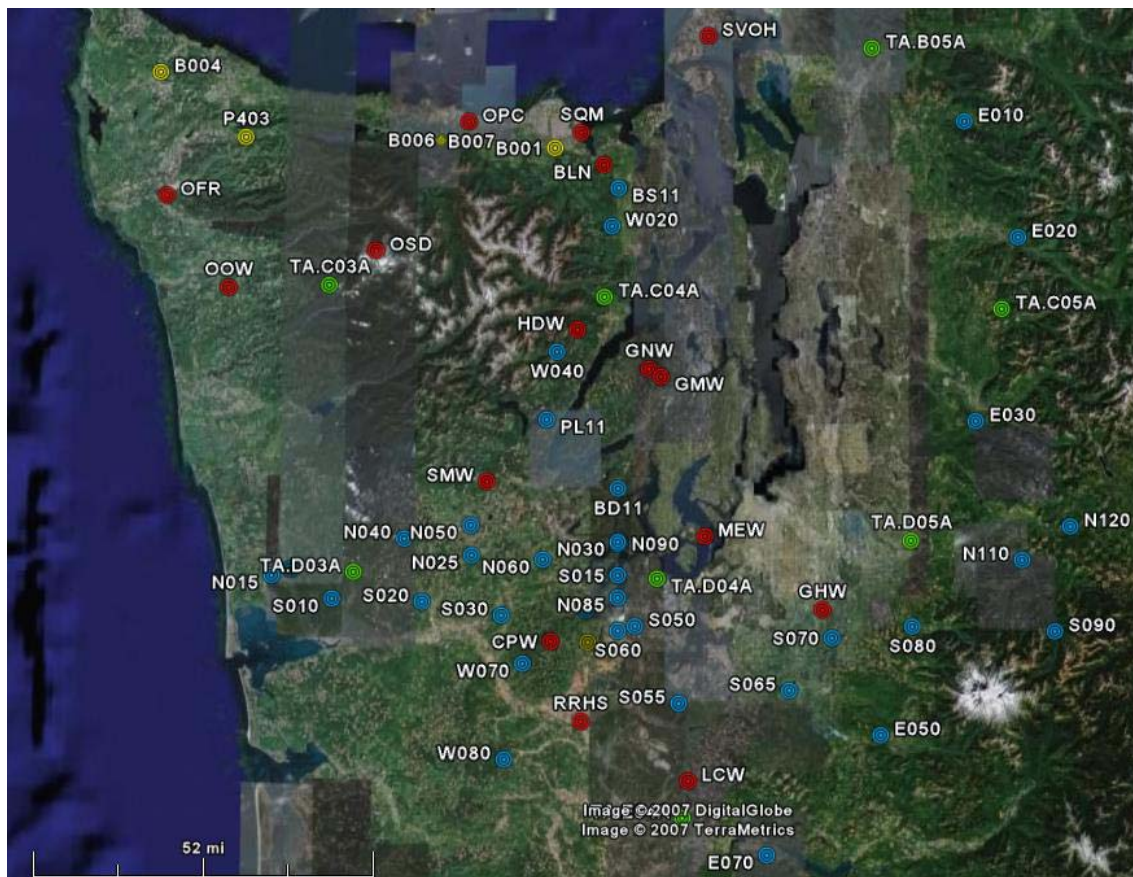 SVOH
TA.B05A
B004
E010
P403
OPC
SQM
B006
B007
B001
BLN
OFR
BS11
W020
E020
OSD
TA.C03A
OOW
TA.C04A
TA.C05A
HDW
GNW
W040
GMW
PL11
E030
SMW
BD11
N040
N050
MEW
TA.D05A
N120
N025
N060
N030
N090
N110
TA.D03A
N015
S015
TA.D04A
S010
S020
S030
N085
S050
GHW
CPW
S060
S070
S080
S090
W070
S055
S065
RRHS
E050
W080
LCW
Image © 2007 DigitalGlobe
Image © 2007 TerraMetrics
52 mi
E070